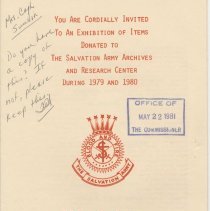 Mrs. Capt.
Do you have
a copy of
this. If
not, please
keep this
YOU ARE CORDIALLY INVITED
TO AN EXHIBITION OF ITEMS
DONATED TO
THE SALVATION ARMY ARCHIVES
AND RESEARCH CENTER
DURING 1979 AND 1980
OFFICE OF
MAY 22 1981
THE COMMISSIONER
BLOOD AND FIRE
THE SALVATION ARMY